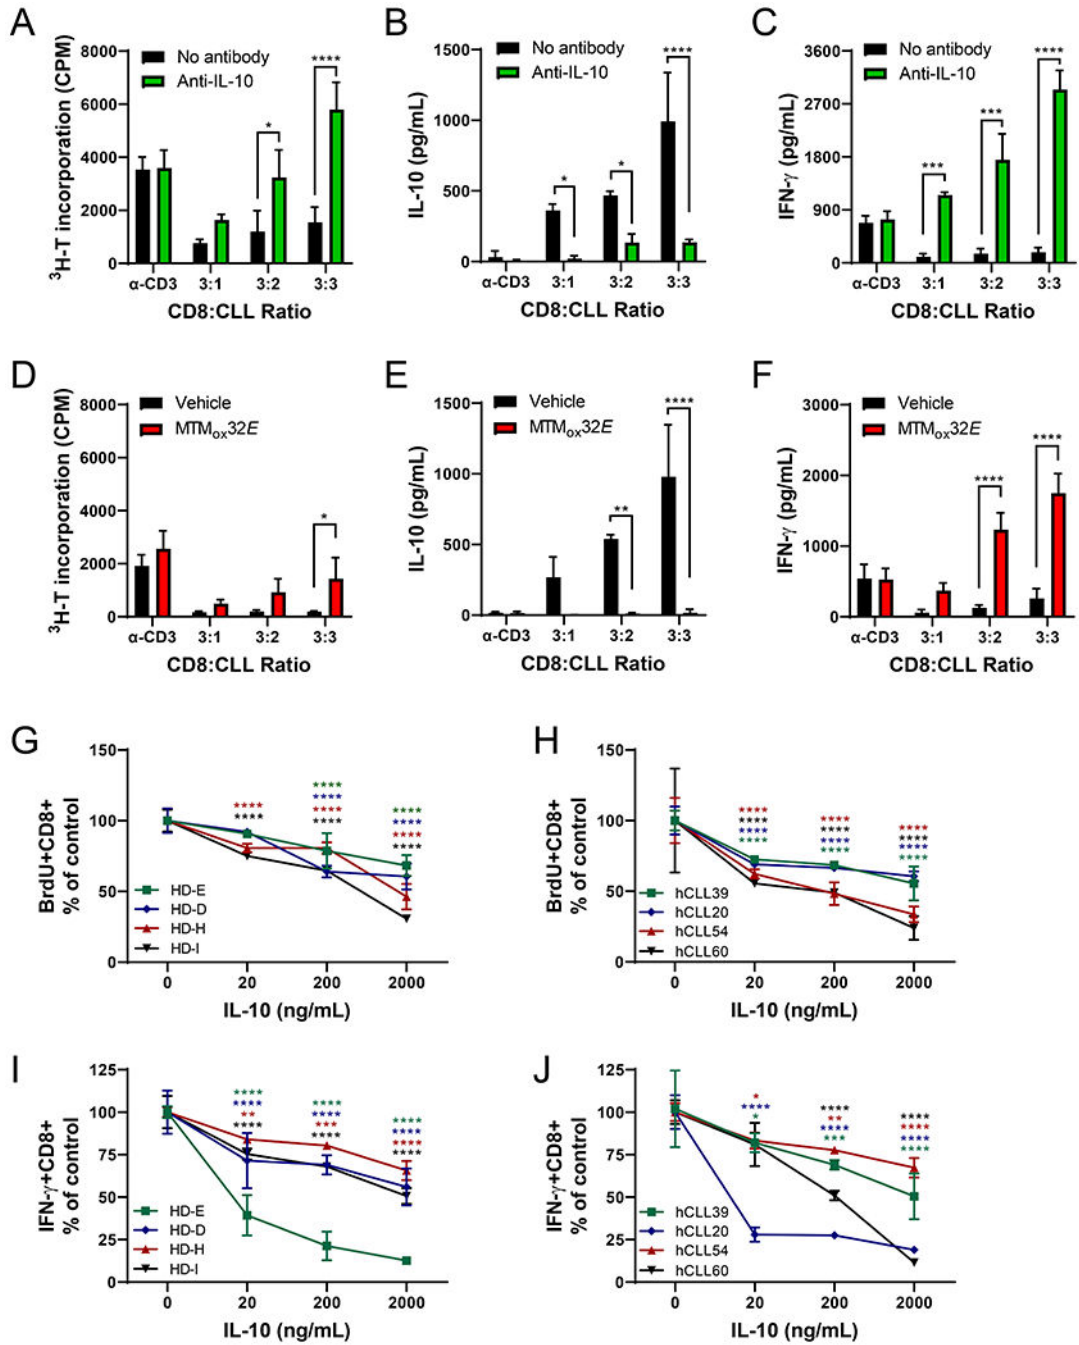 A
8000
6000
4000
2000
0
³H-T incorporation (CPM)
No antibody
Anti-IL-10
*
****
α-CD3 3:1 3:2 3:3
CD8:CLL Ratio
B
1500
1000
500
0
IL-10 (pg/mL)
No antibody
Anti-IL-10
*
*
****
α-CD3 3:1 3:2 3:3
CD8:CLL Ratio
C
3600
2700
1800
900
0
IFN-γ (pg/mL)
No antibody
Anti-IL-10
***
***
****
α-CD3 3:1 3:2 3:3
CD8:CLL Ratio
D
8000
6000
4000
2000
0
³H-T incorporation (CPM)
Vehicle
MTMox32E
*
α-CD3 3:1 3:2 3:3
CD8:CLL Ratio
E
1500
1000
500
0
IL-10 (pg/mL)
Vehicle
MTMox32E
**
****
α-CD3 3:1 3:2 3:3
CD8:CLL Ratio
F
3000
2000
1000
0
IFN-γ (pg/mL)
Vehicle
MTMox32E
****
****
α-CD3 3:1 3:2 3:3
CD8:CLL Ratio
G
150
100
50
0
BrdU+CD8+
% of control
**** ****
**** **** **** ****
**** **** **** ****
HD-E
HD-D
HD-H
HD-I
0 20 200 2000
IL-10 (ng/mL)
H
150
100
50
0
BrdU+CD8+
% of control
**** **** **** ****
**** **** **** ****
**** **** **** ****
hCLL39
hCLL20
hCLL54
hCLL60
0 20 200 2000
IL-10 (ng/mL)
I
125
100
75
50
25
0
IFN-γ+CD8+
% of control
**** **** ** ****
**** **** *** ****
**** **** **** ****
HD-E
HD-D
HD-H
HD-I
0 20 200 2000
IL-10 (ng/mL)
J
125
100
75
50
25
0
IFN-γ+CD8+
% of control
* **** *
**** ** **** ***
**** **** **** ****
hCLL39
hCLL20
hCLL54
hCLL60
0 20 200 2000
IL-10 (ng/mL)